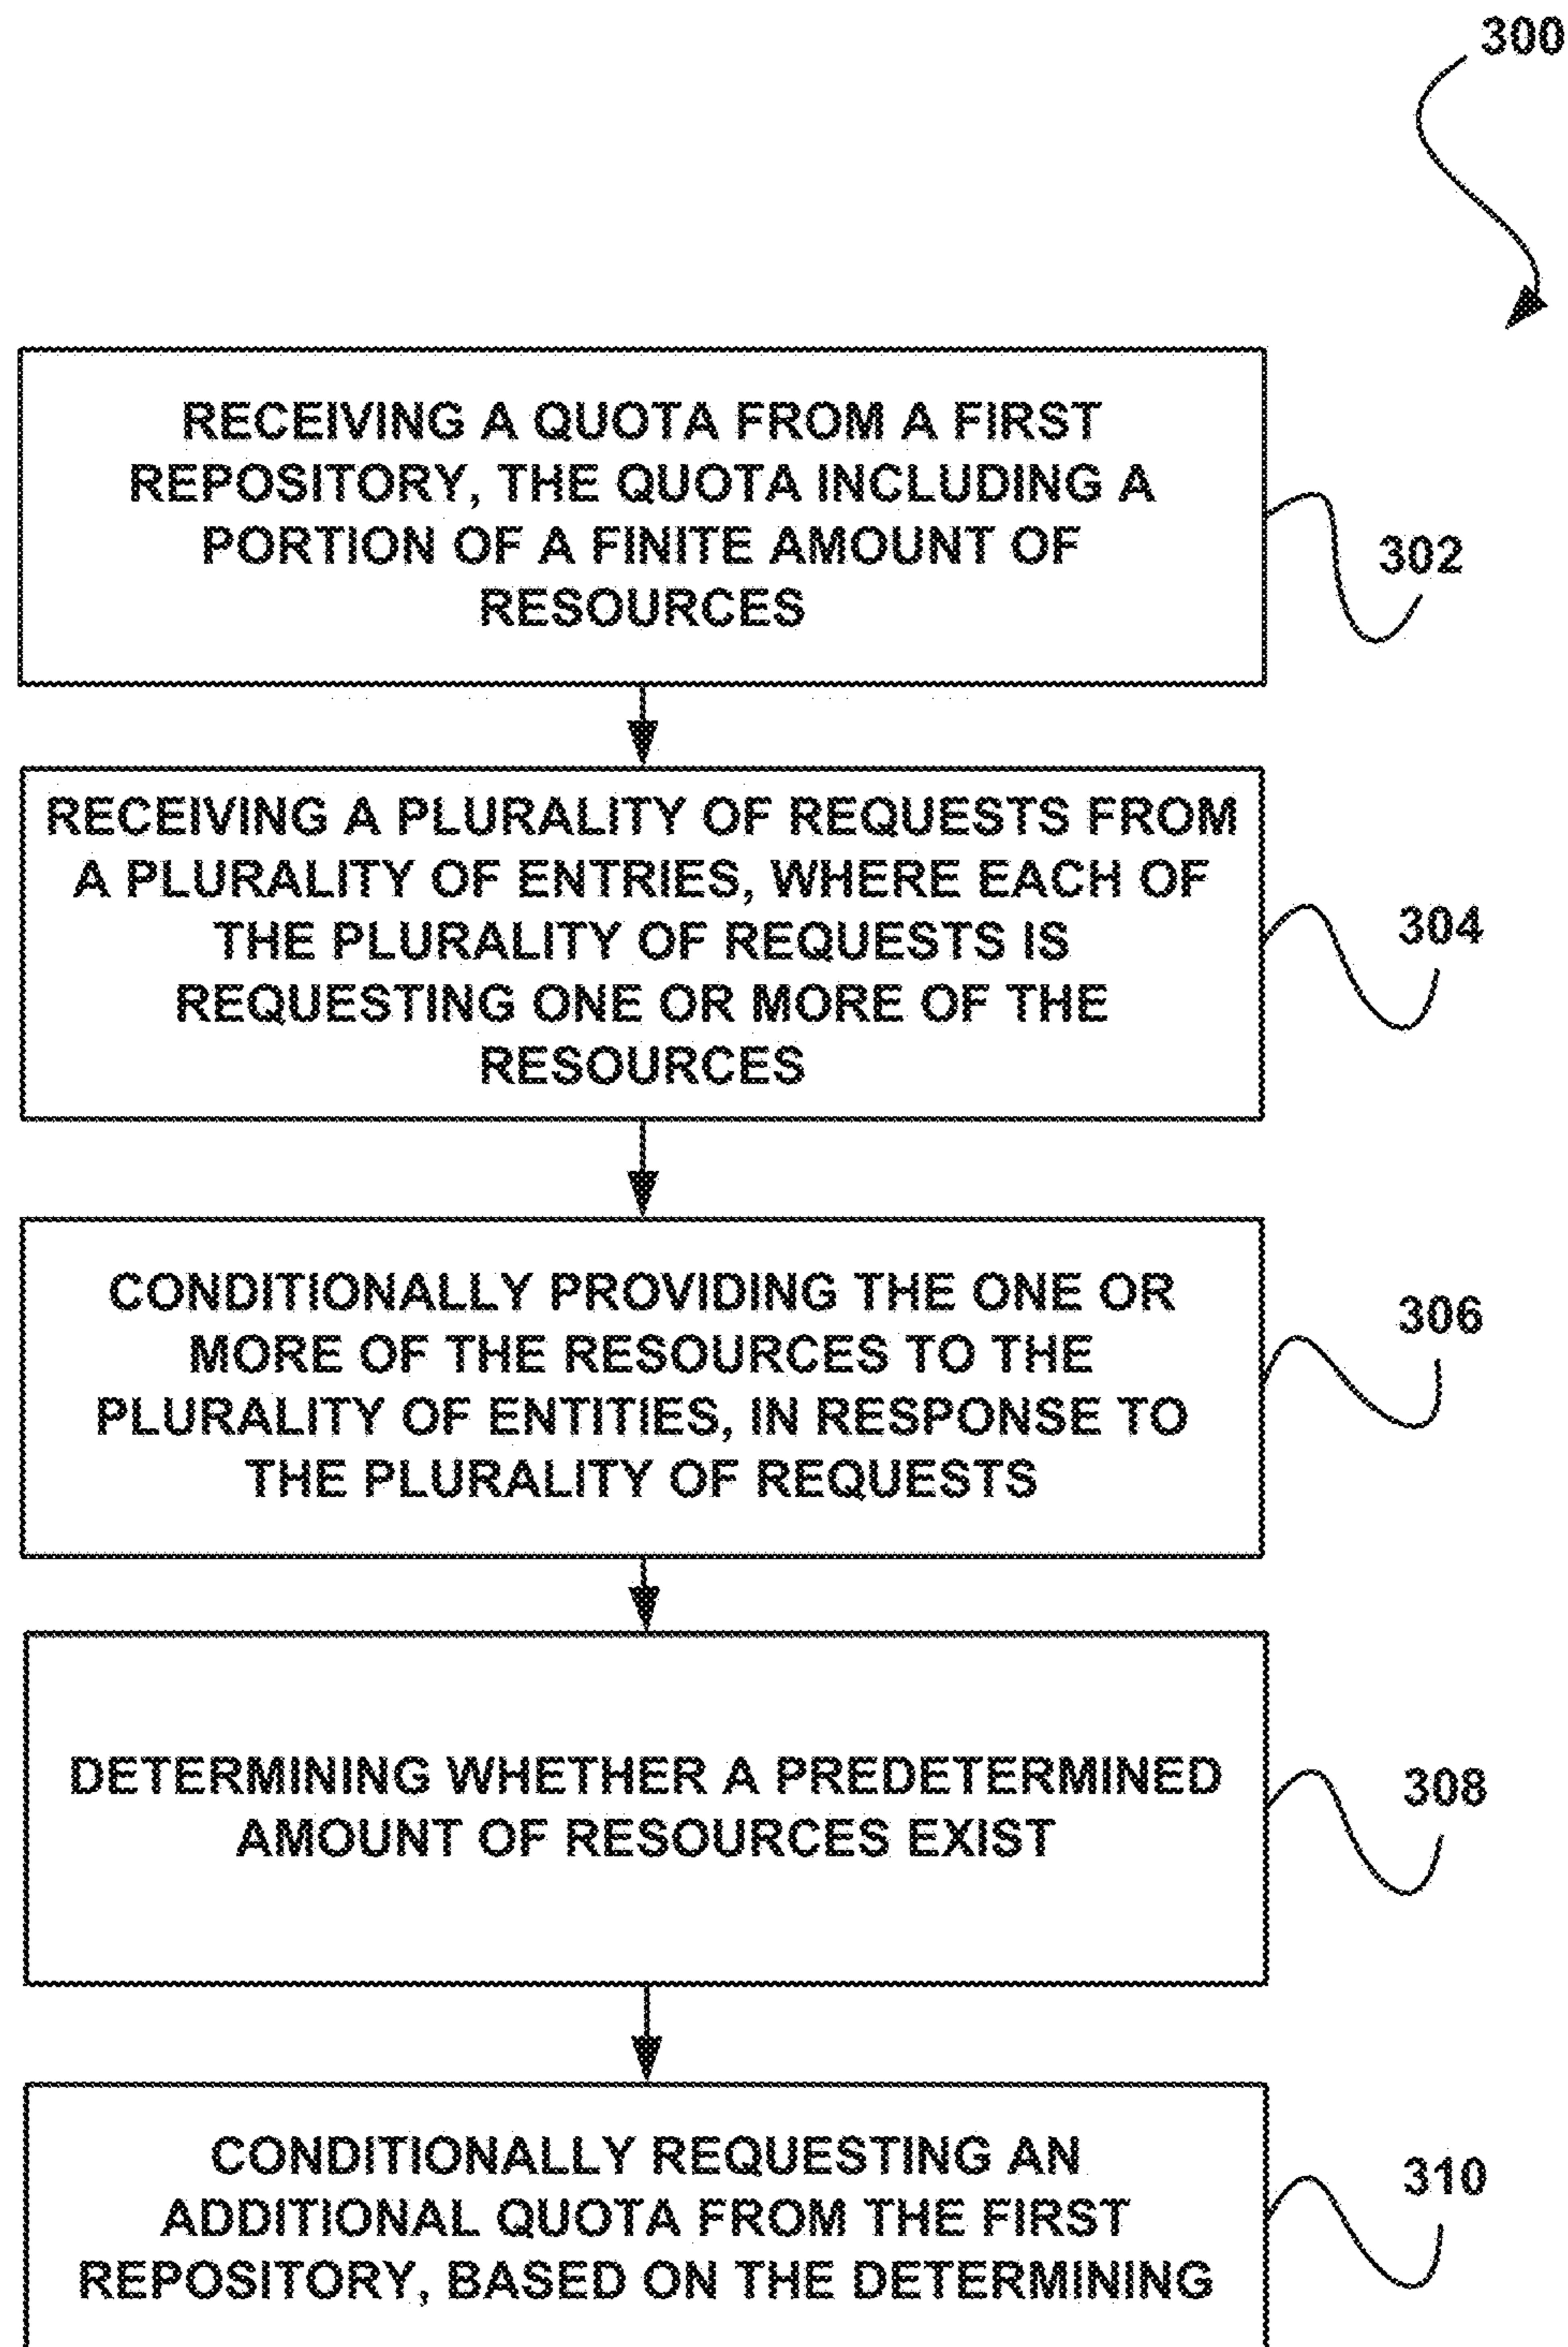 300
RECEIVING A QUOTA FROM A FIRST
REPOSITORY, THE QUOTA INCLUDING A
PORTION OF A FINITE AMOUNT OF
RESOURCES
302
RECEIVING A PLURALITY OF REQUESTS FROM
A PLURALITY OF ENTRIES, WHERE EACH OF
THE PLURALITY OF REQUESTS IS
REQUESTING ONE OR MORE OF THE
RESOURCES
304
CONDITIONALLY PROVIDING THE ONE OR
MORE OF THE RESOURCES TO THE
PLURALITY OF ENTITIES, IN RESPONSE TO
THE PLURALITY OF REQUESTS
306
DETERMINING WHETHER A PREDETERMINED
AMOUNT OF RESOURCES EXIST
308
CONDITIONALLY REQUESTING AN
ADDITIONAL QUOTA FROM THE FIRST
REPOSITORY, BASED ON THE DETERMINING
310